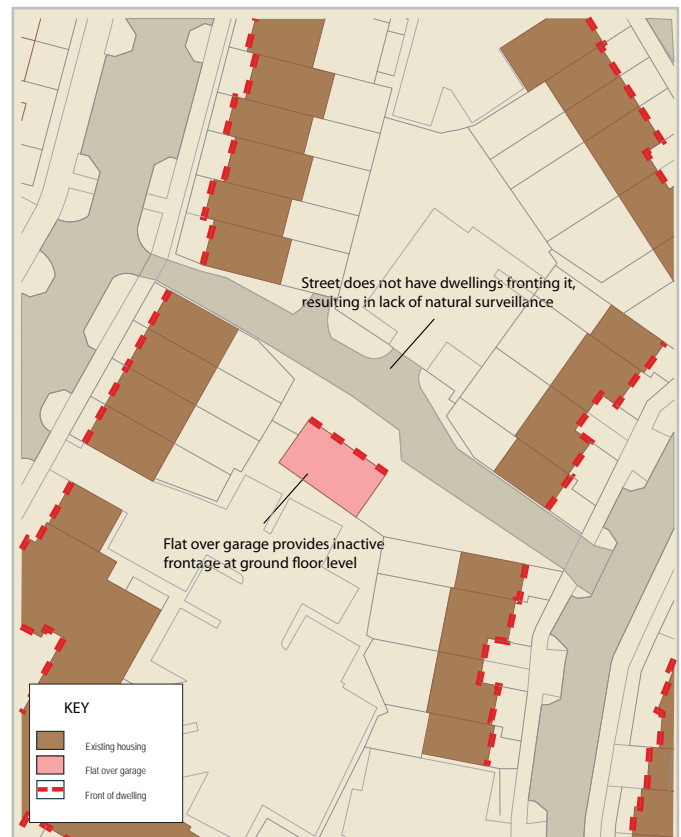 Street does not have dwellings fronting it,
resulting in lack of natural surveillance
Flat over garage provides inactive
frontage at ground floor level
KEY
Existing housing
Flat over garage
Front of dwelling